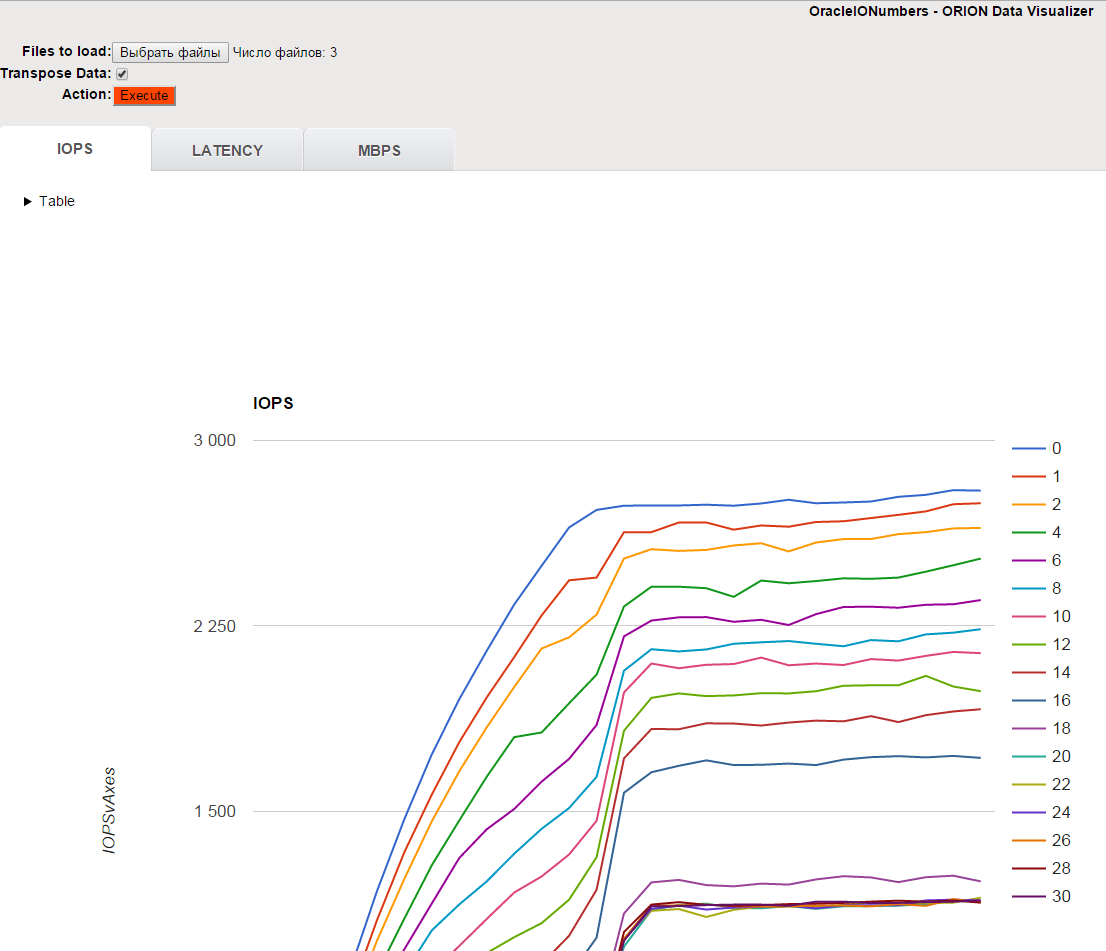 OracleIONumbers - ORION Data Visualizer
Files to load: Выбрать файлы Число файлов: 3
Transpose Data:
Action: Execute
IOPS LATENCY MBPS
Table
IOPS
3 000
2 250
1 500
IOPSvAxes
0
1
2
4
6
8
10
12
14
16
18
20
22
24
26
28
30